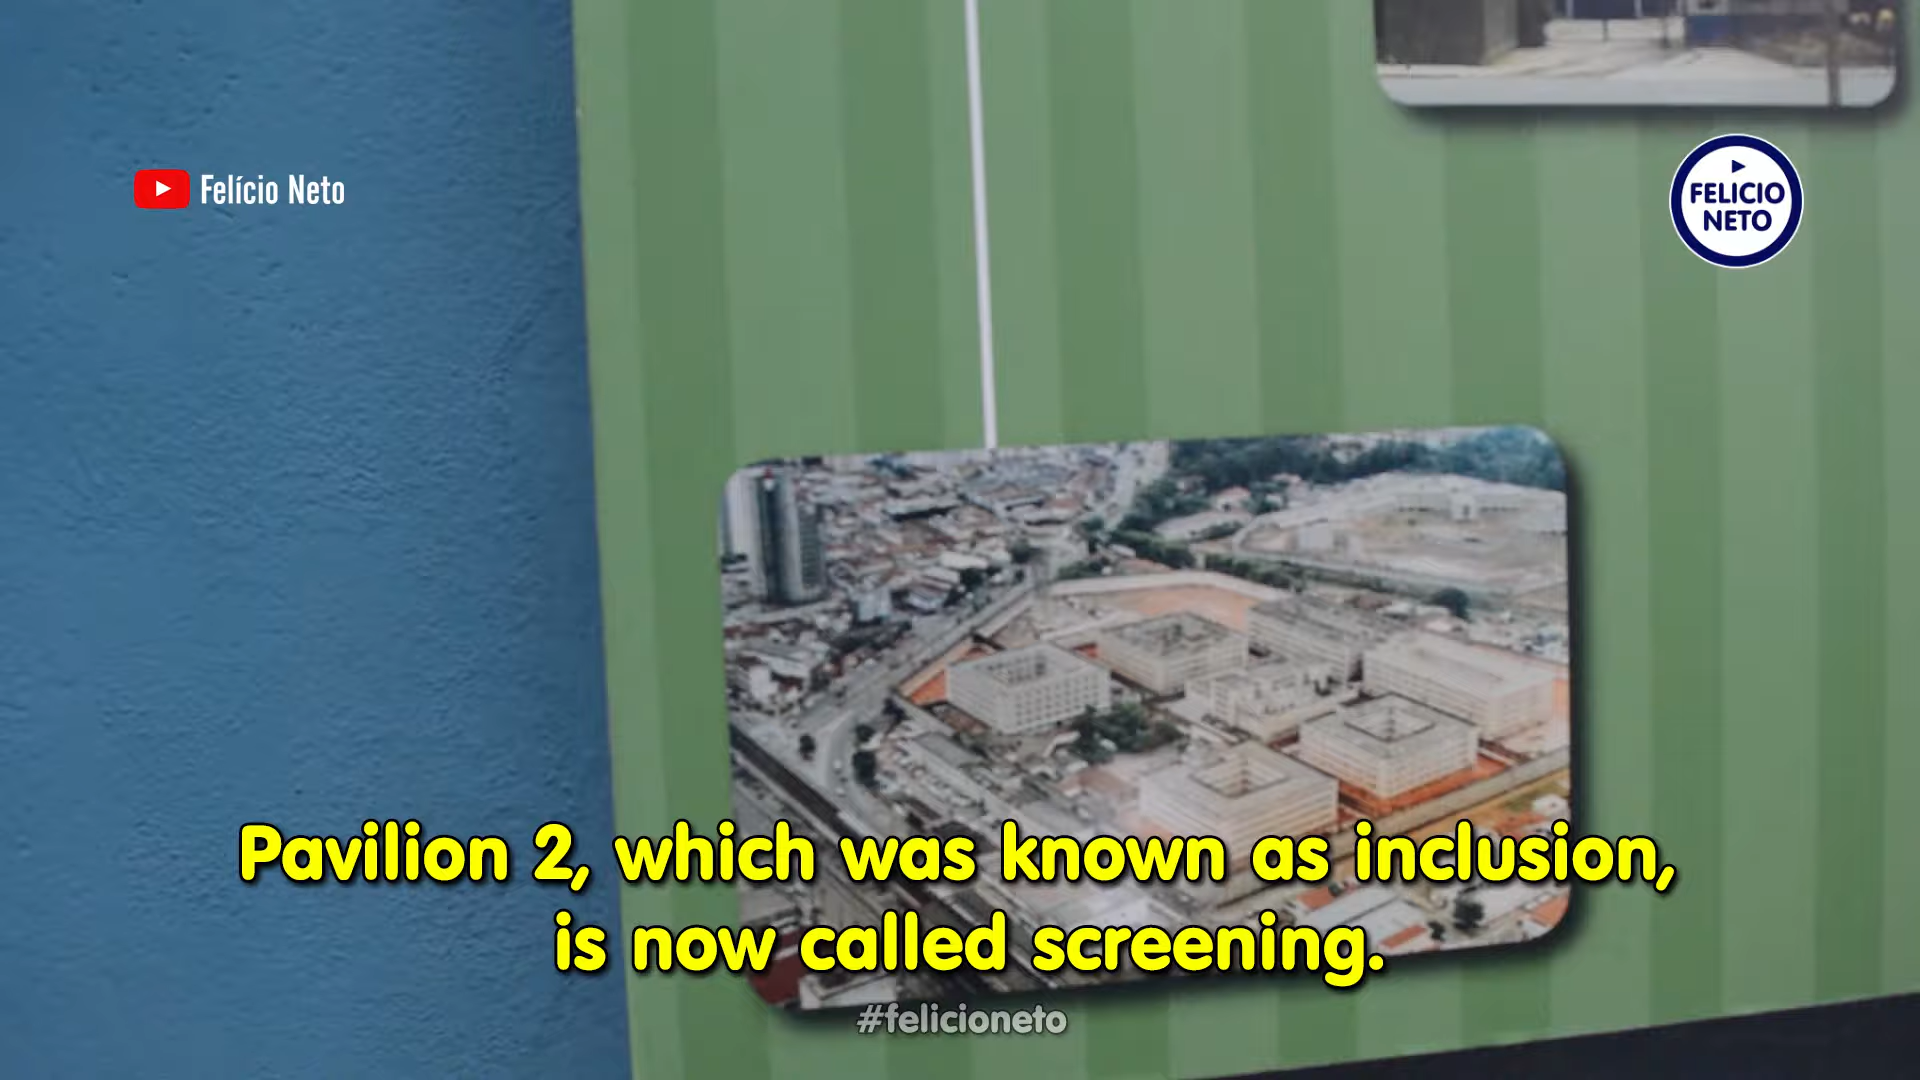 Felício Neto
FELICIO
NETO
Pavilion 2, which was known as inclusion,
is now called screening.
#felicioneto